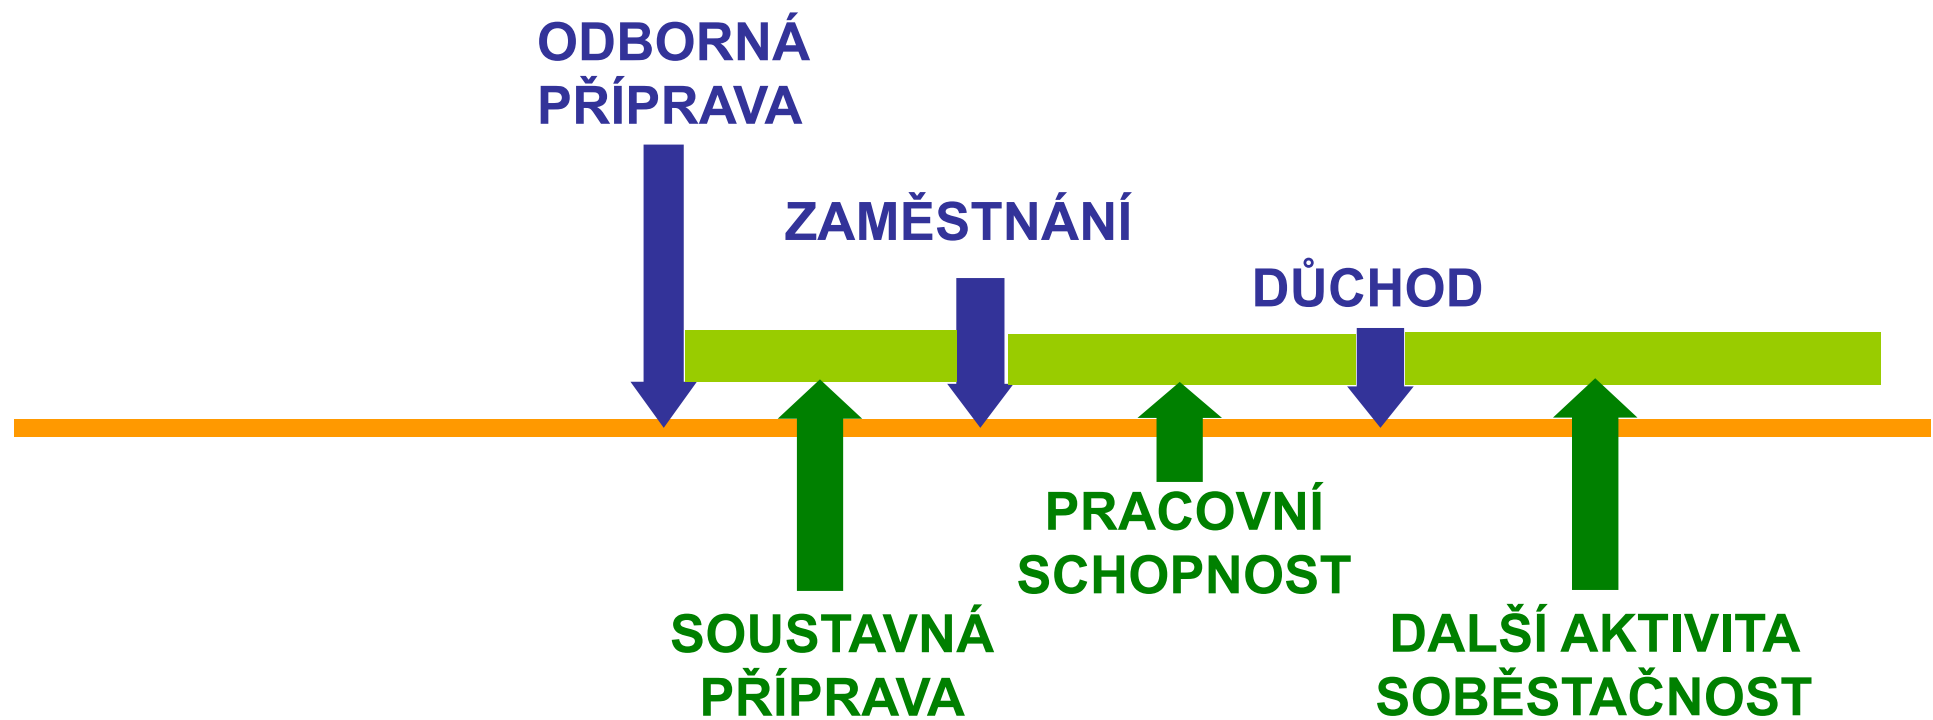 ODBORNÁ
PŘÍPRAVA
ZAMĚSTNÁNÍ
DŮCHOD
PRACOVNÍ
SCHOPNOST
SOUSTAVNÁ
PŘÍPRAVA
DALŠÍ AKTIVITA
SOBĚSTAČNOST